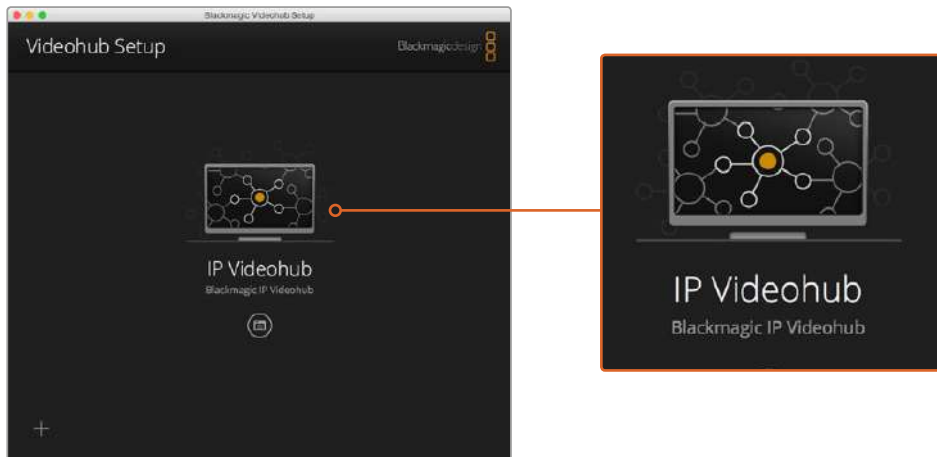 Blackmagic Videohub Setup
Videohub Setup
Blackmagicdesign
IP Videohub
Blackmagic IP Videohub
IP Videohub
Blackmagic IP Videohub